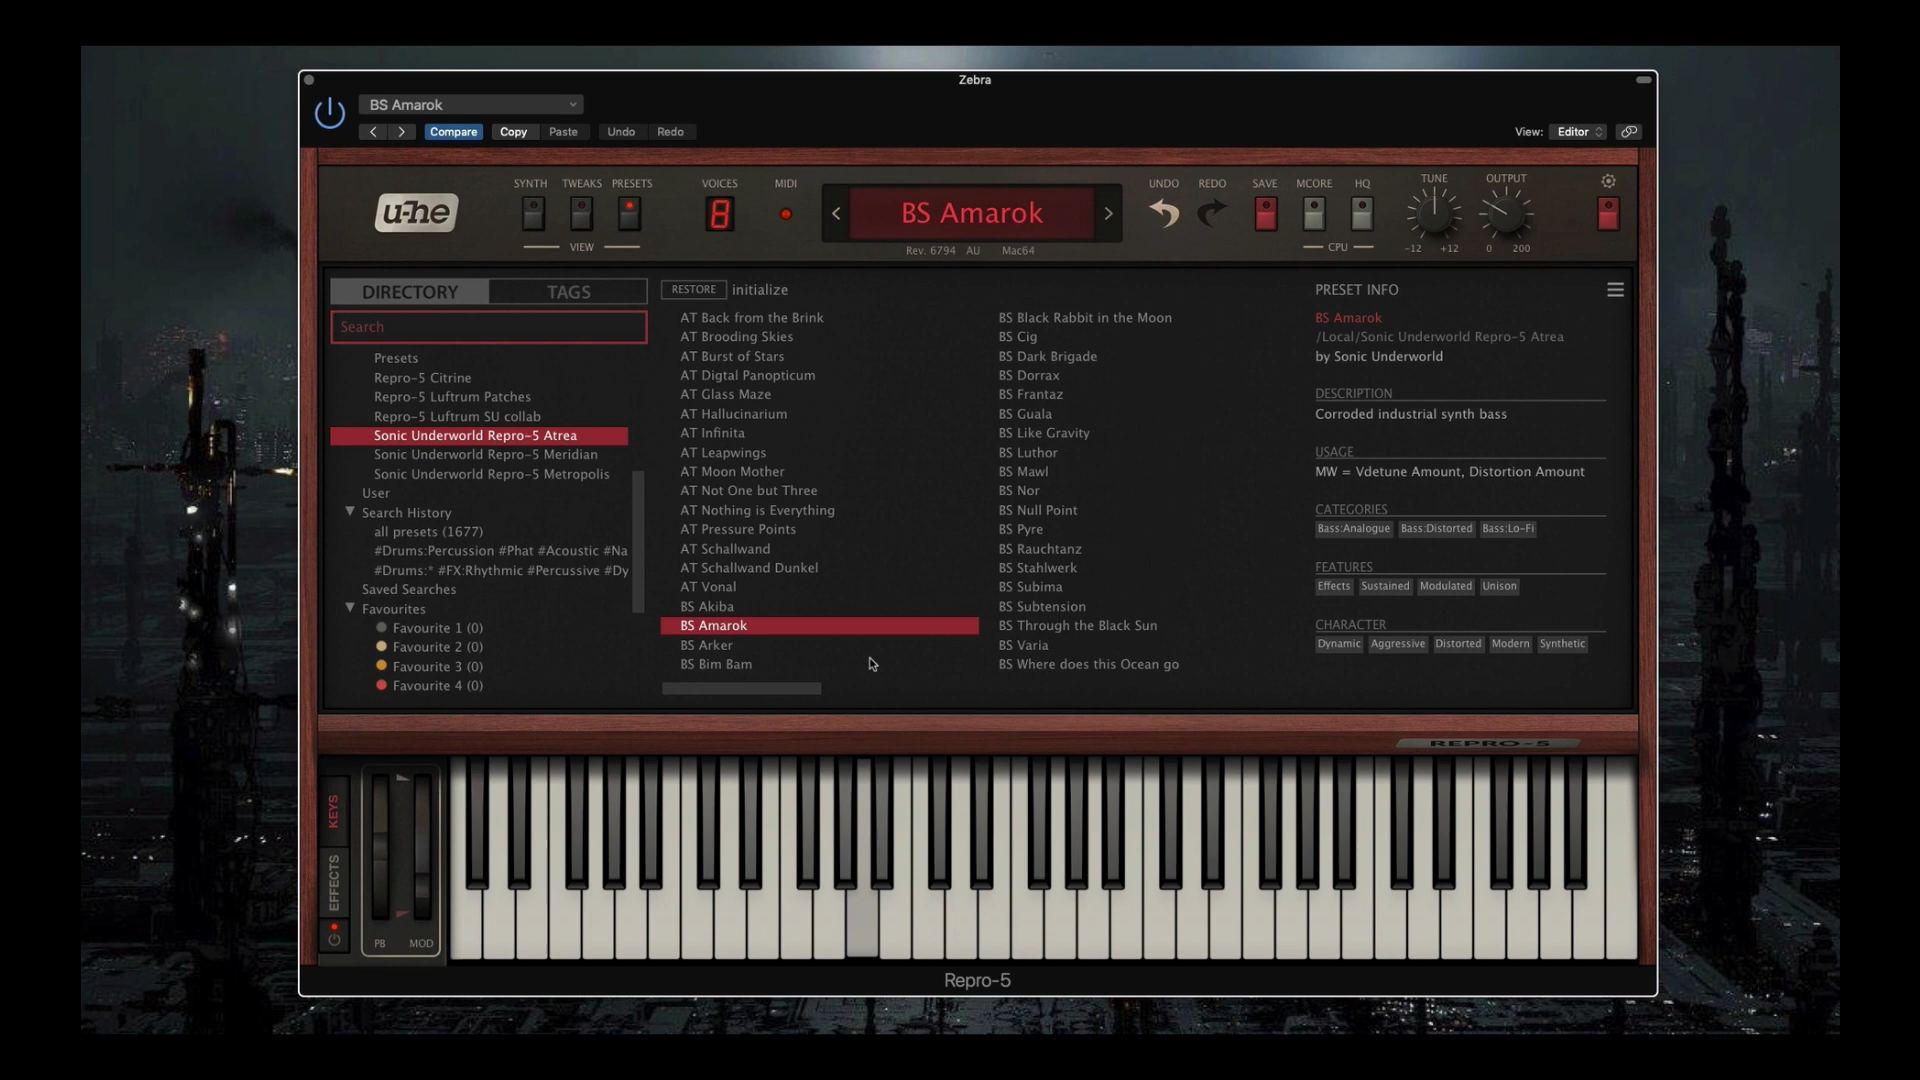 Zebra
BS Amarok
Compare Copy Paste Undo Redo View: Editor
SYNTH TWEAKS PRESETS VOICES MIDI UNDO REDO SAVE MCORE HQ TUNE OUTPUT
u-he 8 BS Amarok
VIEW Rev. 6794 AU Mac64 CPU -12 +12 0 200
DIRECTORY TAGS
Search
Presets
Repro-5 Citrine
Repro-5 Luftrum Patches
Repro-5 Luftrum SU collab
Sonic Underworld Repro-5 Atrea
Sonic Underworld Repro-5 Meridian
Sonic Underworld Repro-5 Metropolis
User
Search History
all presets (1677)
#Drums:Percussion #Phat #Acoustic #Na
#Drums:* #FX:Rhythmic #Percussive #Dy
Saved Searches
Favourites
Favourite 1 (0)
Favourite 2 (0)
Favourite 3 (0)
Favourite 4 (0)
RESTORE initialize
AT Back from the Brink
AT Brooding Skies
AT Burst of Stars
AT Digtal Panopticum
AT Glass Maze
AT Hallucinarium
AT Infinita
AT Leapwings
AT Moon Mother
AT Not One but Three
AT Nothing is Everything
AT Pressure Points
AT Schallwand
AT Schallwand Dunkel
AT Vonal
BS Akiba
BS Amarok
BS Arker
BS Bim Bam
BS Black Rabbit in the Moon
BS Cig
BS Dark Brigade
BS Dorrax
BS Frantaz
BS Guala
BS Like Gravity
BS Luthor
BS Mawl
BS Nor
BS Null Point
BS Pyre
BS Rauchtanz
BS Stahlwerk
BS Subima
BS Subtension
BS Through the Black Sun
BS Varia
BS Where does this Ocean go
PRESET INFO
BS Amarok
/Local/Sonic Underworld Repro-5 Atrea
by Sonic Underworld
DESCRIPTION
Corroded industrial synth bass
USAGE
MW = Vdetune Amount, Distortion Amount
CATEGORIES
Bass:Analogue Bass:Distorted Bass:Lo-Fi
FEATURES
Effects Sustained Modulated Unison
CHARACTER
Dynamic Aggressive Distorted Modern Synthetic
REPRO-5
KEYS
EFFECTS
PB MOD
Repro-5